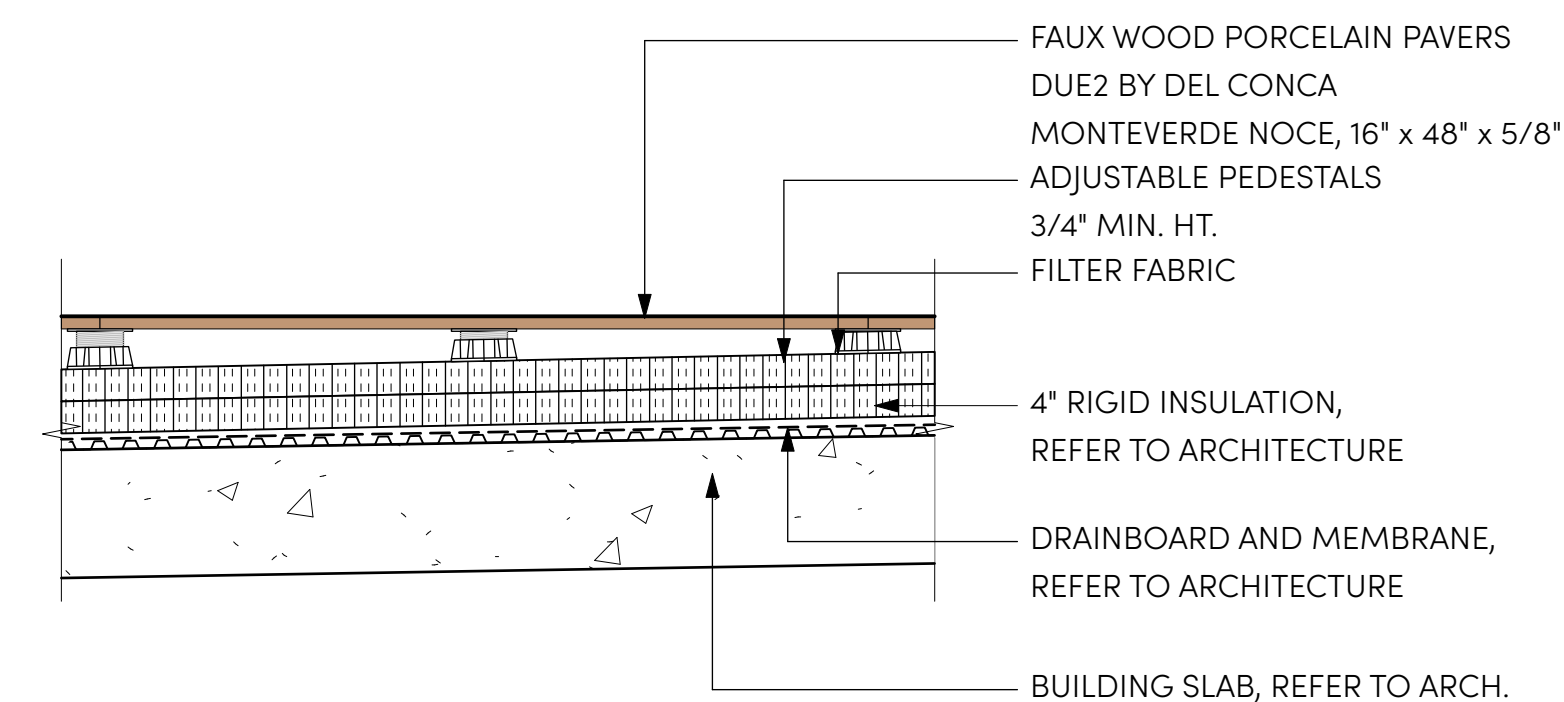 FAUX WOOD PORCELAIN PAVERS
DUE2 BY DEL CONCA
MONTEVERDE NOCE, 16" x 48" x 5/8"
ADJUSTABLE PEDESTALS
3/4" MIN. HT.
FILTER FABRIC
4" RIGID INSULATION,
REFER TO ARCHITECTURE
DRAINBOARD AND MEMBRANE,
REFER TO ARCHITECTURE
BUILDING SLAB, REFER TO ARCH.